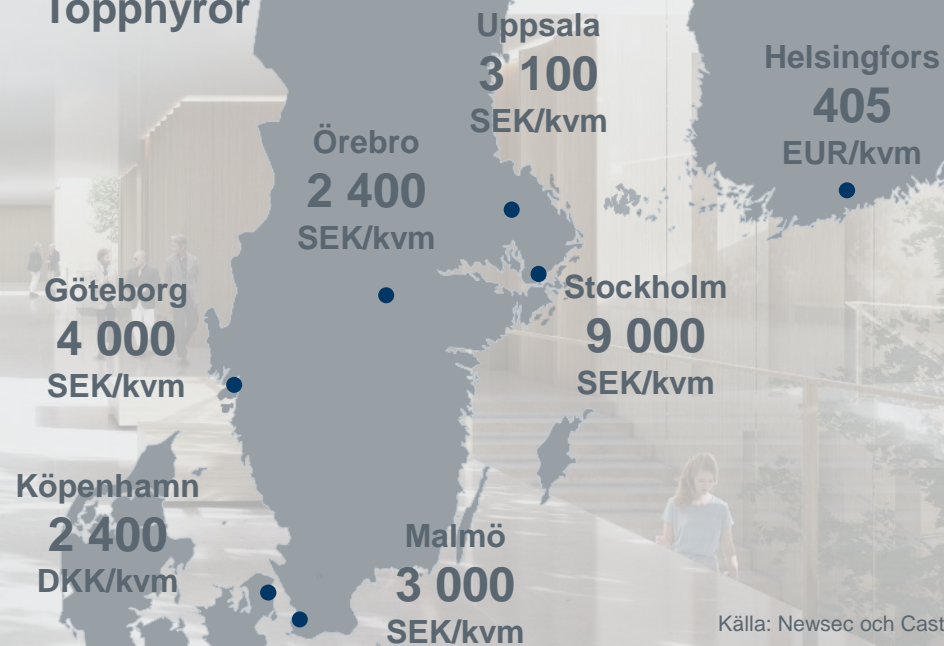 Topphyror
Uppsala
3 100
SEK/kvm
Helsingfors
405
EUR/kvm
Örebro
2 400
SEK/kvm
Göteborg
4 000
SEK/kvm
Stockholm
9 000
SEK/kvm
Köpenhamn
2 400
DKK/kvm
Malmö
3 000
SEK/kvm
Källa: Newsec och Cast